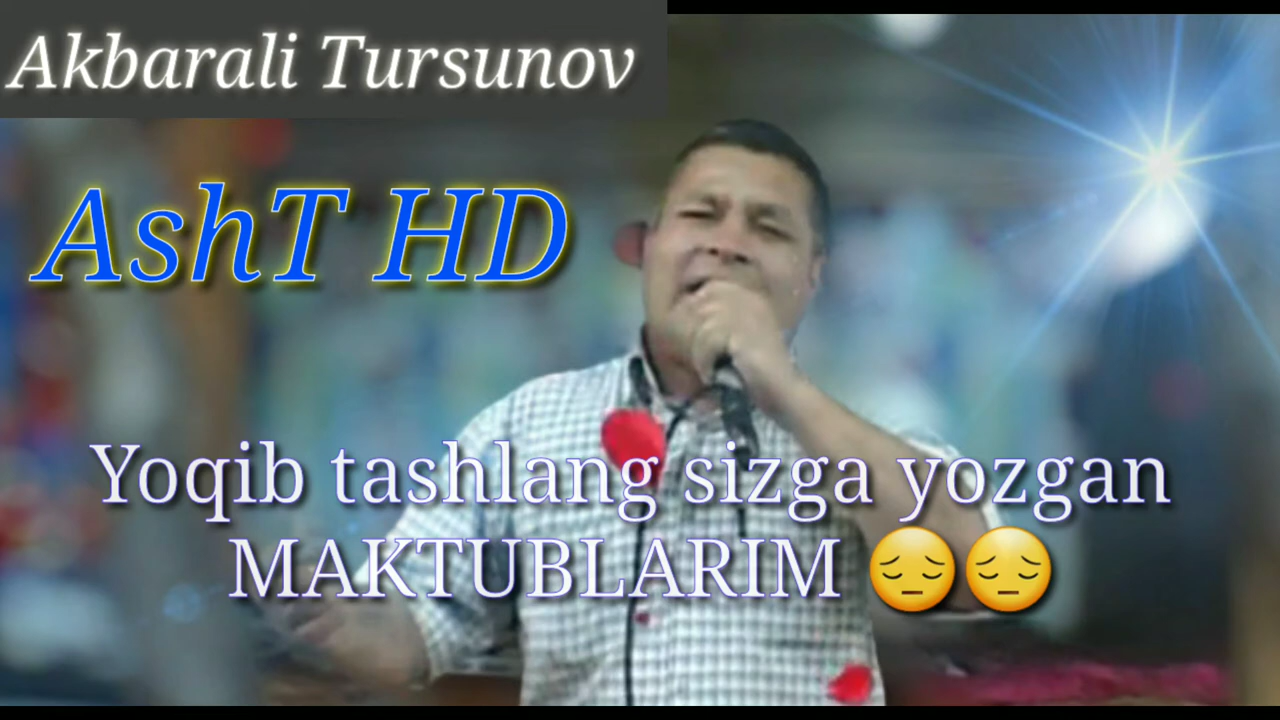 Akbarali Tursunov
AshT HD
Yoqib tashlang sizga yozgan
MAKTUBLARIM 😔😔